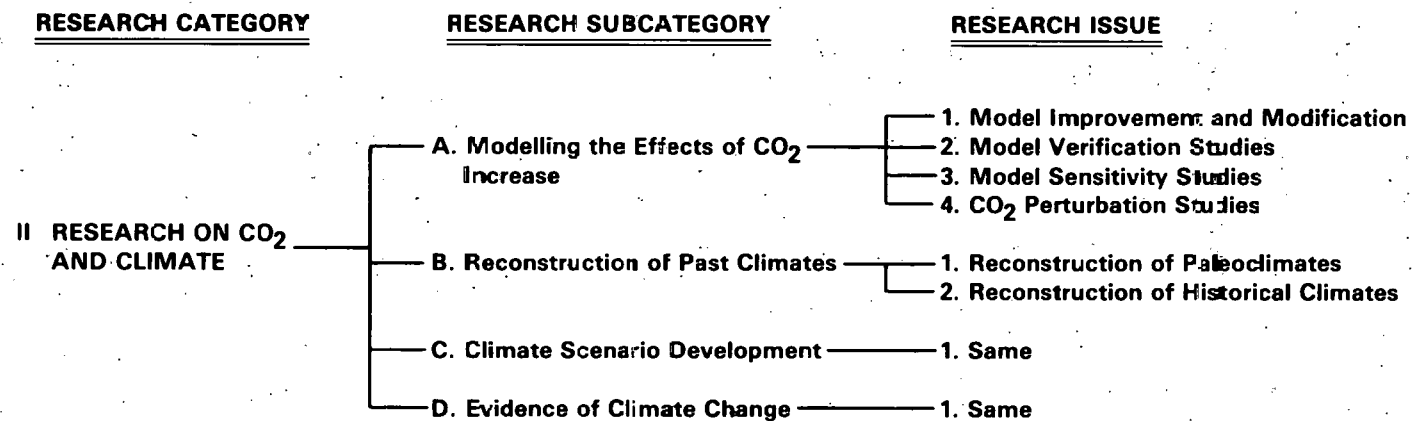 RESEARCH CATEGORY
RESEARCH SUBCATEGORY
RESEARCH ISSUE
II RESEARCH ON CO2
AND CLIMATE
A. Modelling the Effects of CO2
Increase
1. Model Improvement and Modification
2. Model Verification Studies
3. Model Sensitivity Studies
4. CO2 Perturbation Studies
B. Reconstruction of Past Climates
1. Reconstruction of Paleoclimates
2. Reconstruction of Historical Climates
C. Climate Scenario Development
1. Same
D. Evidence of Climate Change
1. Same